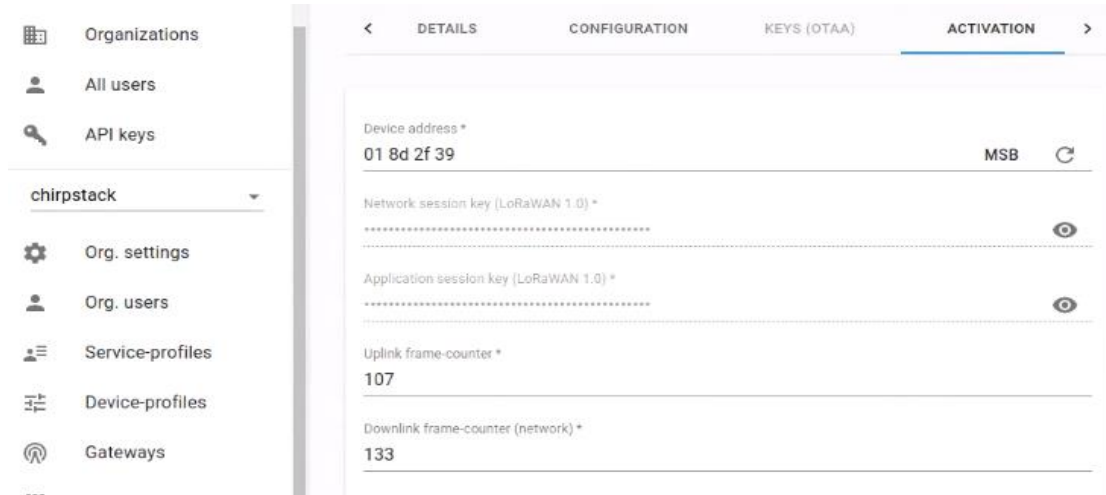 Organizations
All users
API keys
chirpstack
Org. settings
Org. users
Service-profiles
Device-profiles
Gateways
DETAILS CONFIGURATION KEYS (OTAA) ACTIVATION
Device address *
01 8d 2f 39 MSB
Network session key (LoRaWAN 1.0) *
Application session key (LoRaWAN 1.0) *
Uplink frame-counter *
107
Downlink frame-counter (network) *
133